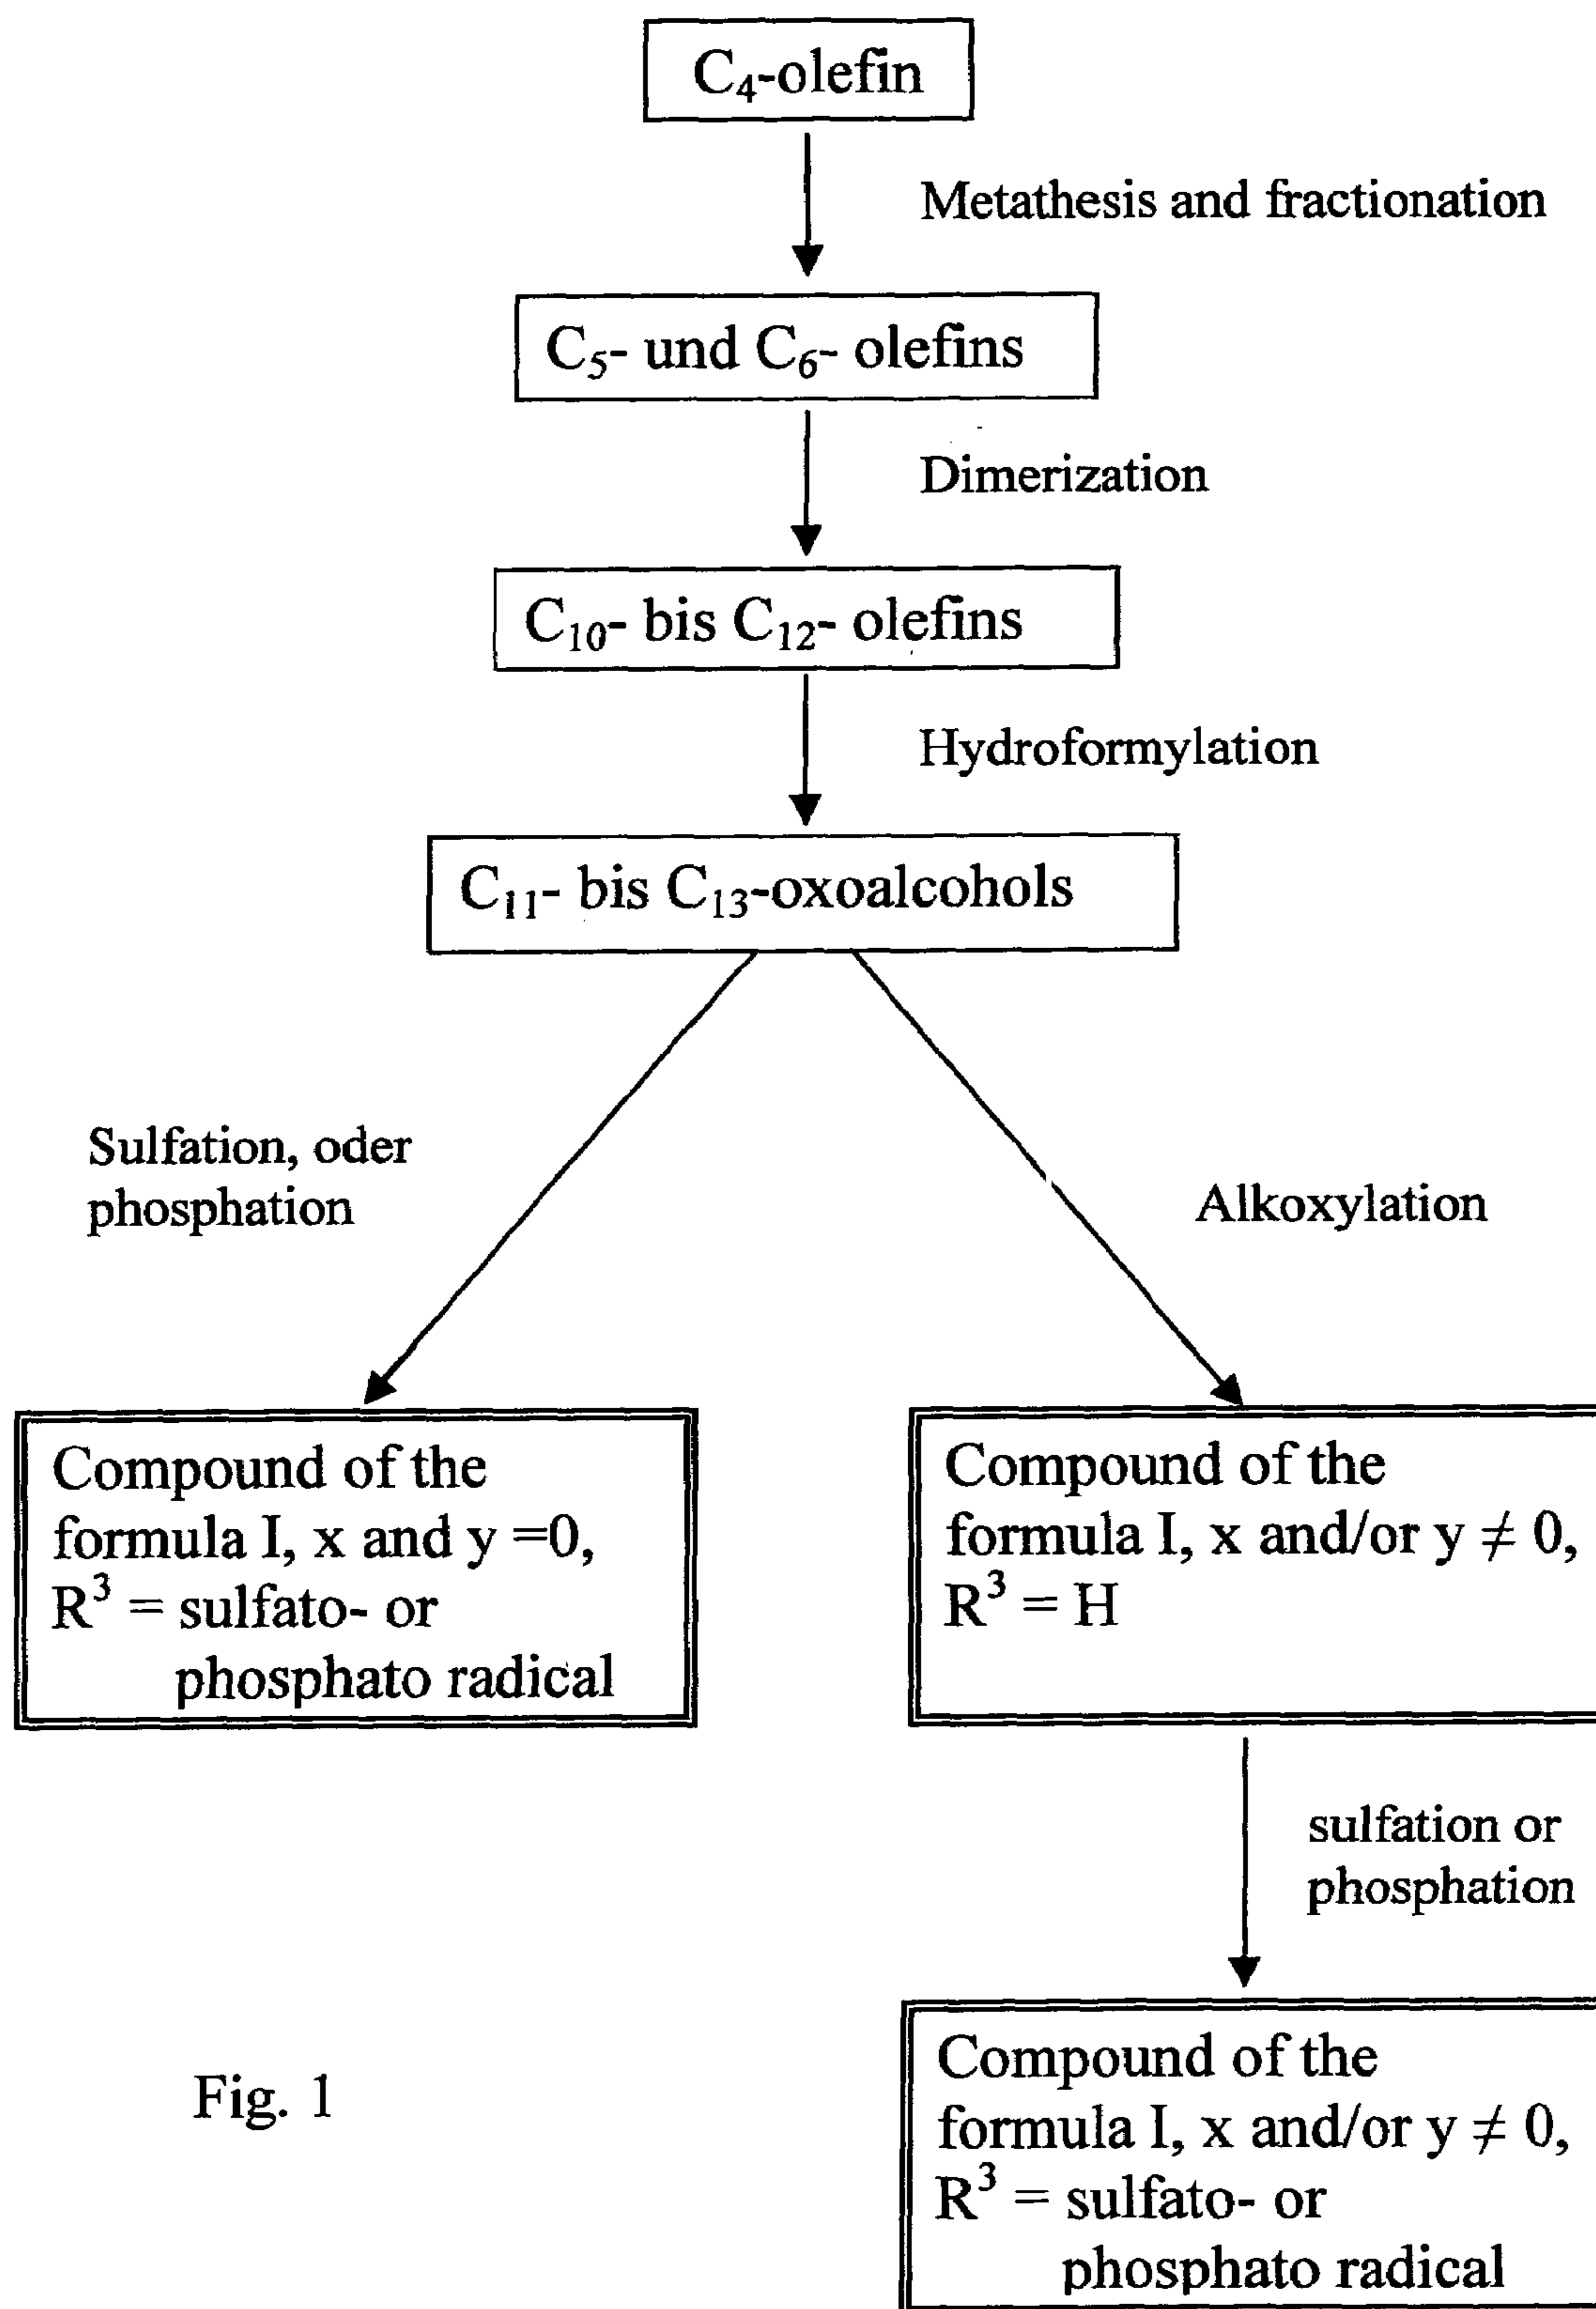 C₄-olefin
Metathesis and fractionation
C₅- und C₆- olefins
Dimerization
C₁₀- bis C₁₂- olefins
Hydroformylation
C₁₁- bis C₁₃-oxoalcohols
Sulfation, oder
phosphation
Alkoxylation
Compound of the
formula I, x and y =0,
R³ = sulfato- or
phosphato radical
Compound of the
formula I, x and/or y ≠ 0,
R³ = H
sulfation or
phosphation
Compound of the
formula I, x and/or y ≠ 0,
R³ = sulfato- or
phosphato radical
Fig. 1